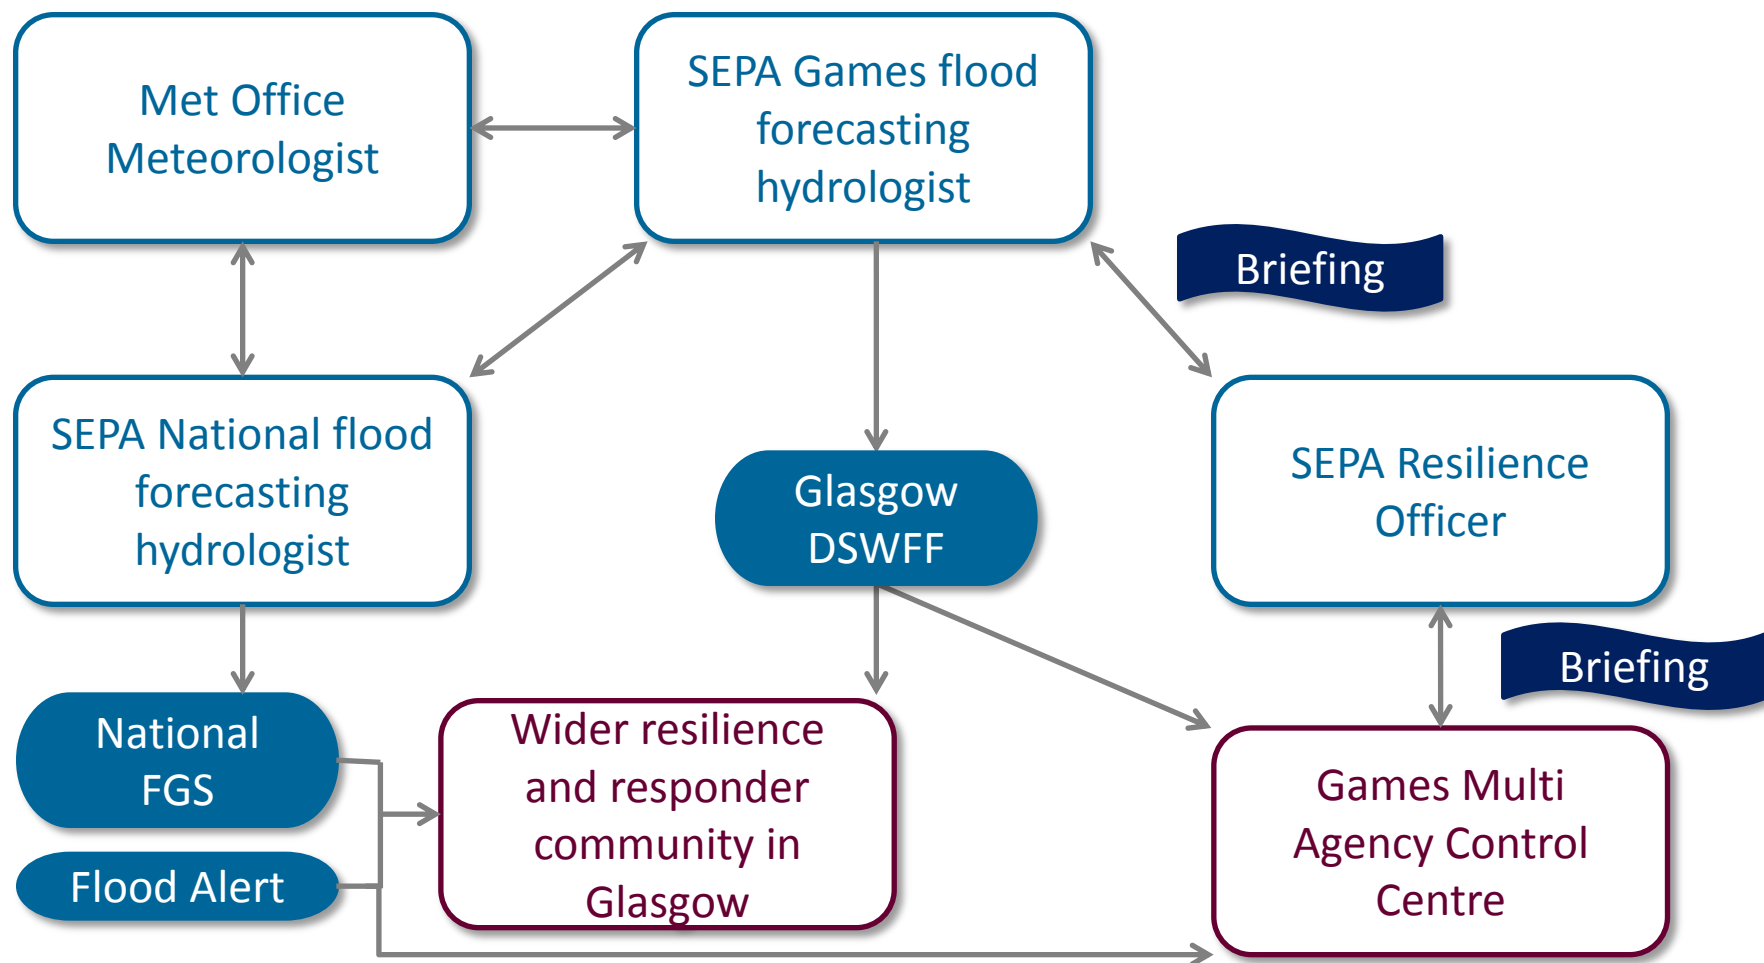 Met Office
Meteorologist
SEPA Games flood
forecasting
hydrologist
Briefing
SEPA National flood
forecasting
hydrologist
Glasgow
DSWFF
SEPA Resilience
Officer
Briefing
National
FGS
Flood Alert
Wider resilience
and responder
community in
Glasgow
Games Multi
Agency Control
Centre